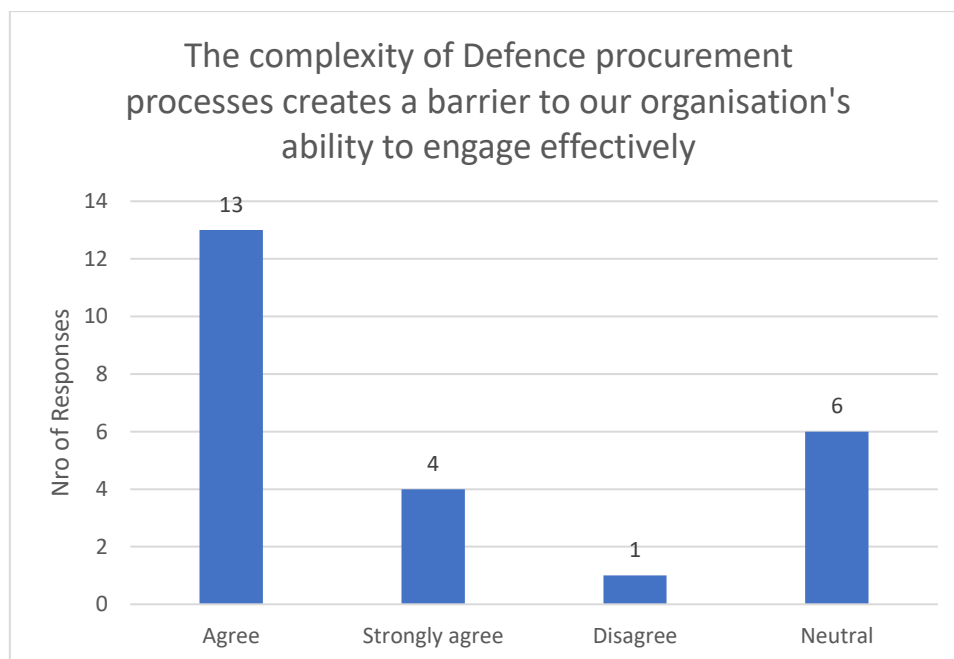 The complexity of Defence procurement
processes creates a barrier to our organisation's
ability to engage effectively
Nro of Responses
14
12
10
8
6
4
2
0
13
4
1
6
Agree
Strongly agree
Disagree
Neutral